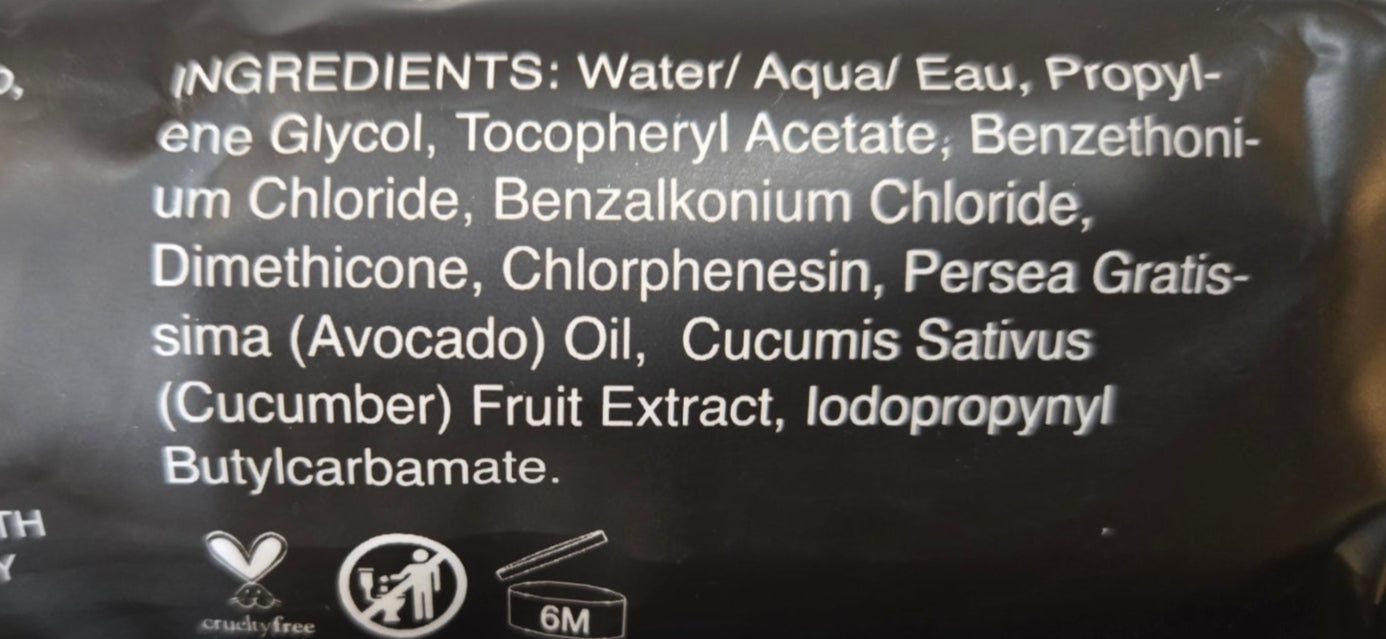 INGREDIENTS: Water/ Aqua/ Eau, Propyl-
ene Glycol, Tocopheryl Acetate, Benzethoni-
um Chloride, Benzalkonium Chloride,
Dimethicone, Chlorphenesin, Persea Gratis-
sima (Avocado) Oil, Cucumis Sativus
(Cucumber) Fruit Extract, Iodopropynyl
Butylcarbamate.
TH
Y
crueltyfree
6M